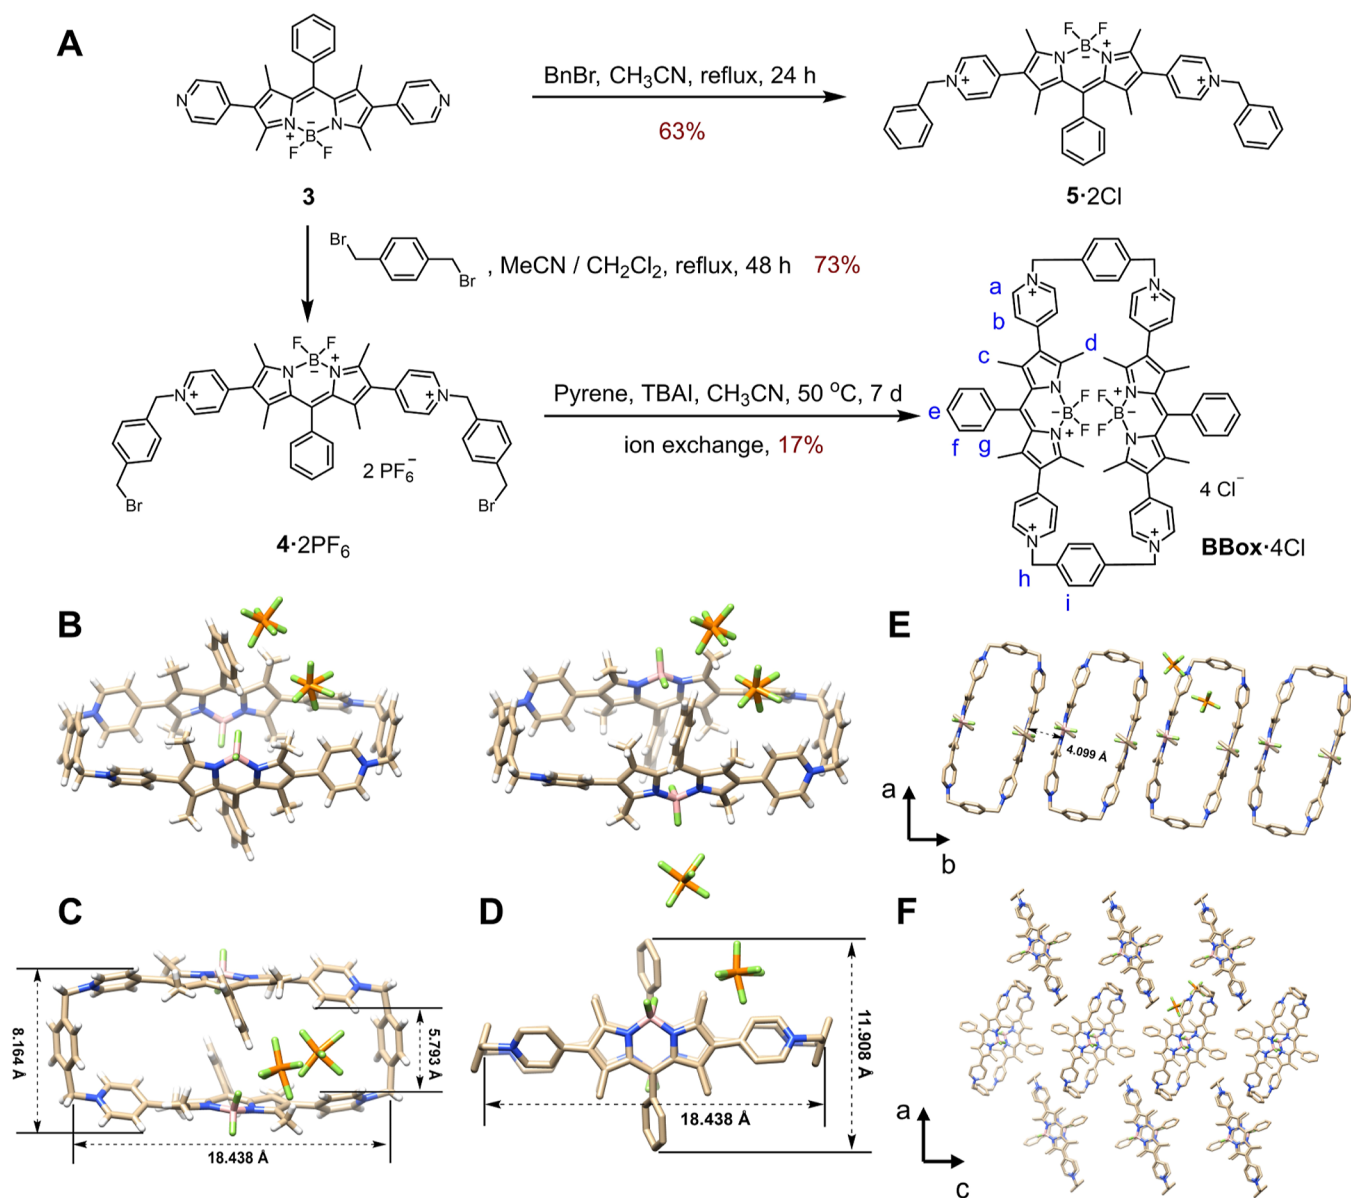 A
BnBr, CH3CN, reflux, 24 h
63%
N
N
N
N
+
−
B
F
F
3
F
F
B
−
+
N
N
N
+
N
+
5·2Cl
Br
Br
, MeCN / CH2Cl2, reflux, 48 h 73%
F
F
B
−
+
N
N
N
+
N
+
Br
Br
2 PF6−
4·2PF6
Pyrene, TBAI, CH3CN, 50 °C, 7 d
ion exchange, 17%
N
+
N
+
a
b
c
d
e
f
g
N
F
F
−B
+
N
N
F
F
B−
+
N
N
+
N
+
h
i
4 Cl−
BBox·4Cl
B
E
4.099 Å
a
b
C
8.164 Å
5.793 Å
18.438 Å
D
11.908 Å
18.438 Å
F
a
c